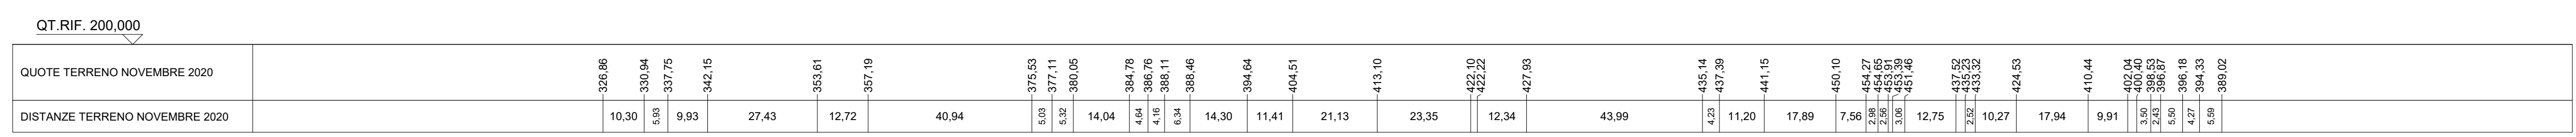 QT.RIF. 200,000
QUOTE TERRENO NOVEMBRE 2020 326,86 330,94 337,75 342,15 353,61 357,19 375,53 377,11 380,05 384,78 386,76 388,11 388,46 394,64 404,51 413,10 422,10 422,22 427,93 435,14 437,39 441,15 450,10 454,27 454,65 453,91 453,39 451,46 437,52 435,23 433,32 424,53 410,44 402,04 400,40 398,53 396,87 396,18 394,33 389,02
DISTANZE TERRENO NOVEMBRE 2020 10,30 5,93 9,93 27,43 12,72 40,94 5,03 5,32 14,04 4,64 4,16 6,34 14,30 11,41 21,13 23,35 12,34 43,99 4,23 11,20 17,89 7,56 2,98 2,56 3,06 12,75 2,52 10,27 17,94 9,91 3,50 2,43 5,50 4,27 5,59